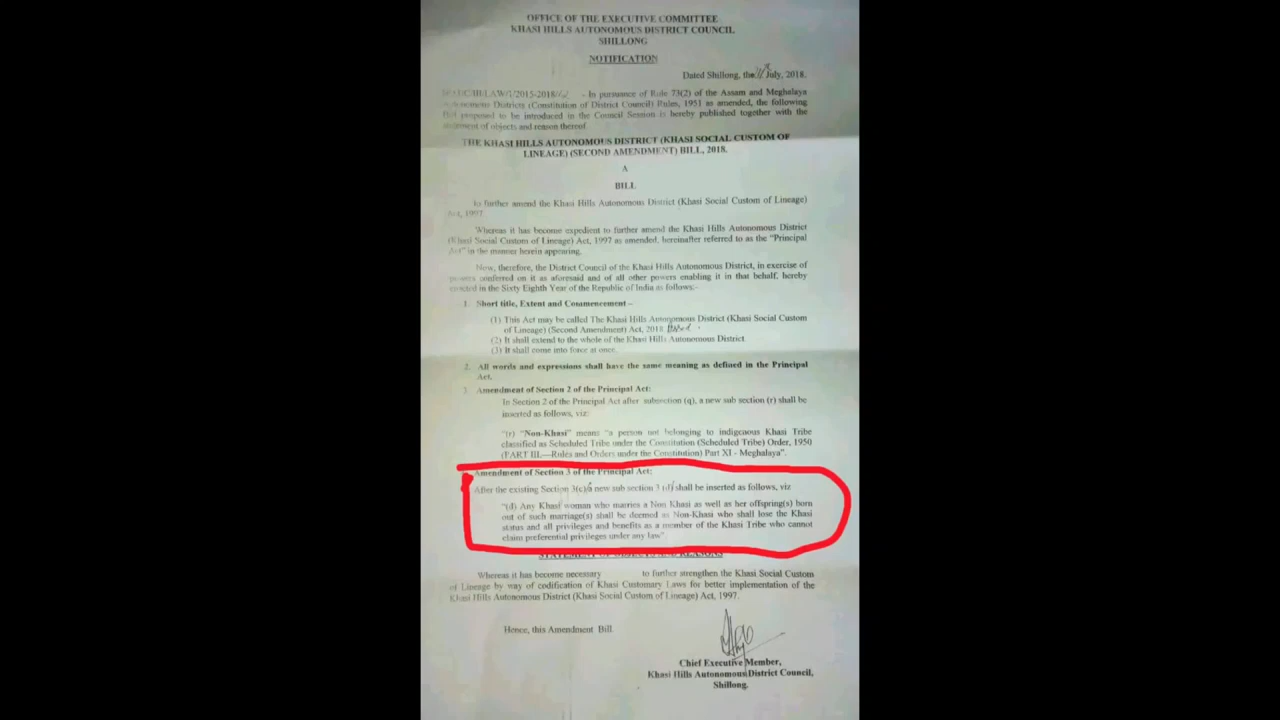 OFFICE OF THE EXECUTIVE COMMITTEE
KHASI HILLS AUTONOMOUS DISTRICT COUNCIL
SHILLONG
NOTIFICATION
Dated Shillong, the July, 2018.
- In pursuance of Rule 73(2) of the Assam and Meghalaya
Autonomous Districts (Constitution of District Council) Rules, 1951 as amended, the following
Bill proposed to be introduced in the Council Session is hereby published together with the
statement of objects and reason thereof.
THE KHASI HILLS AUTONOMOUS DISTRICT (KHASI SOCIAL CUSTOM OF
LINEAGE) (SECOND AMENDMENT) BILL, 2018.
A
BILL
to further amend the Khasi Hills Autonomous District (Khasi Social Custom of Lineage)
Act, 1997.
Whereas it has become expedient to further amend the Khasi Hills Autonomous District
(Khasi Social Custom of Lineage) Act, 1997 as amended, hereinafter referred to as the "Principal
Act" in the manner herein appearing.
Now, therefore, the District Council of the Khasi Hills Autonomous District, in exercise of
powers conferred on it as aforesaid and of all other powers enabling it in that behalf, hereby
enacted in the Sixty Eighth Year of the Republic of India as follows:-
1. Short title, Extent and Commencement –
(1) This Act may be called The Khasi Hills Autonomous District (Khasi Social Custom
of Lineage) (Second Amendment) Act, 2018
(2) It shall extend to the whole of the Khasi Hills Autonomous District
(3) It shall come into force at once.
2. All words and expressions shall have the same meaning as defined in the Principal
Act.
3. Amendment of Section 2 of the Principal Act:
In Section 2 of the Principal Act after subsection (q), a new sub section (r) shall be
inserted as follows, viz:
"(r) "Non-Khasi" means "a person not belonging to indigenous Khasi Tribe
classified as Scheduled Tribe under the Constitution (Scheduled Tribe) Order, 1950
(PART III.—Rules and Orders under the Constitution) Part XI - Meghalaya".
Amendment of Section 3 of the Principal Act:
After the existing Section 3(c) a new sub section 3 (d) shall be inserted as follows, viz
"(d) Any Khasi woman who marries a Non Khasi as well as her offspring(s) born
out of such marriage(s) shall be deemed as Non-Khasi who shall lose the Khasi
status and all privileges and benefits as a member of the Khasi Tribe who cannot
claim preferential privileges under any law"
STATEMENT OF OBJECTS AND REASONS
Whereas it has become necessary to further strengthen the Khasi Social Custom
of Lineage by way of codification of Khasi Customary Laws for better implementation of the
Khasi Hills Autonomous District (Khasi Social Custom of Lineage) Act, 1997.
Hence, this Amendment Bill.
Chief Executive Member,
Khasi Hills Autonomous District Council,
Shillong.